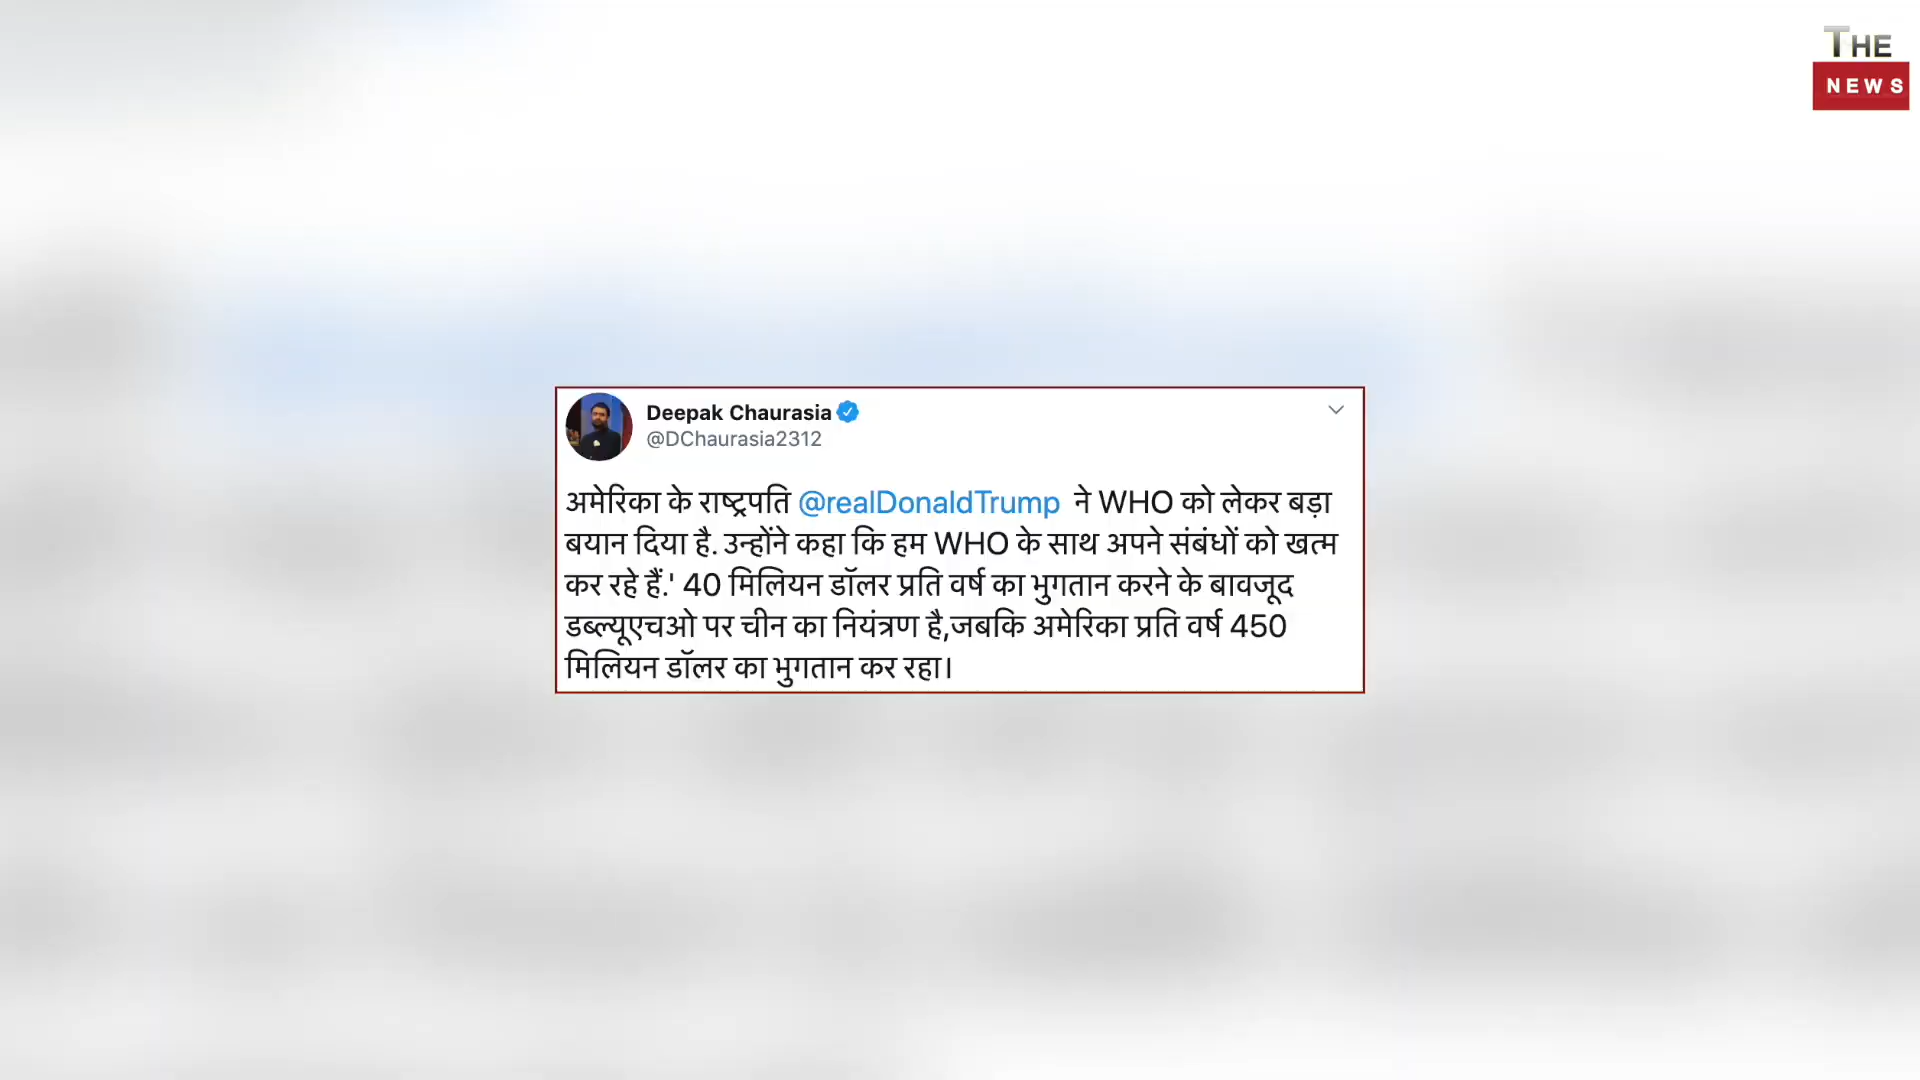 THE
NEWS
Deepak Chaurasia
@DChaurasia2312
अमेरिका के राष्ट्रपति @realDonaldTrump ने WHO को लेकर बड़ा
बयान दिया है. उन्होंने कहा कि हम WHO के साथ अपने संबंधों को खत्म
कर रहे हैं.' 40 मिलियन डॉलर प्रति वर्ष का भुगतान करने के बावजूद
डब्ल्यूएचओ पर चीन का नियंत्रण है,जबकि अमेरिका प्रति वर्ष 450
मिलियन डॉलर का भुगतान कर रहा।